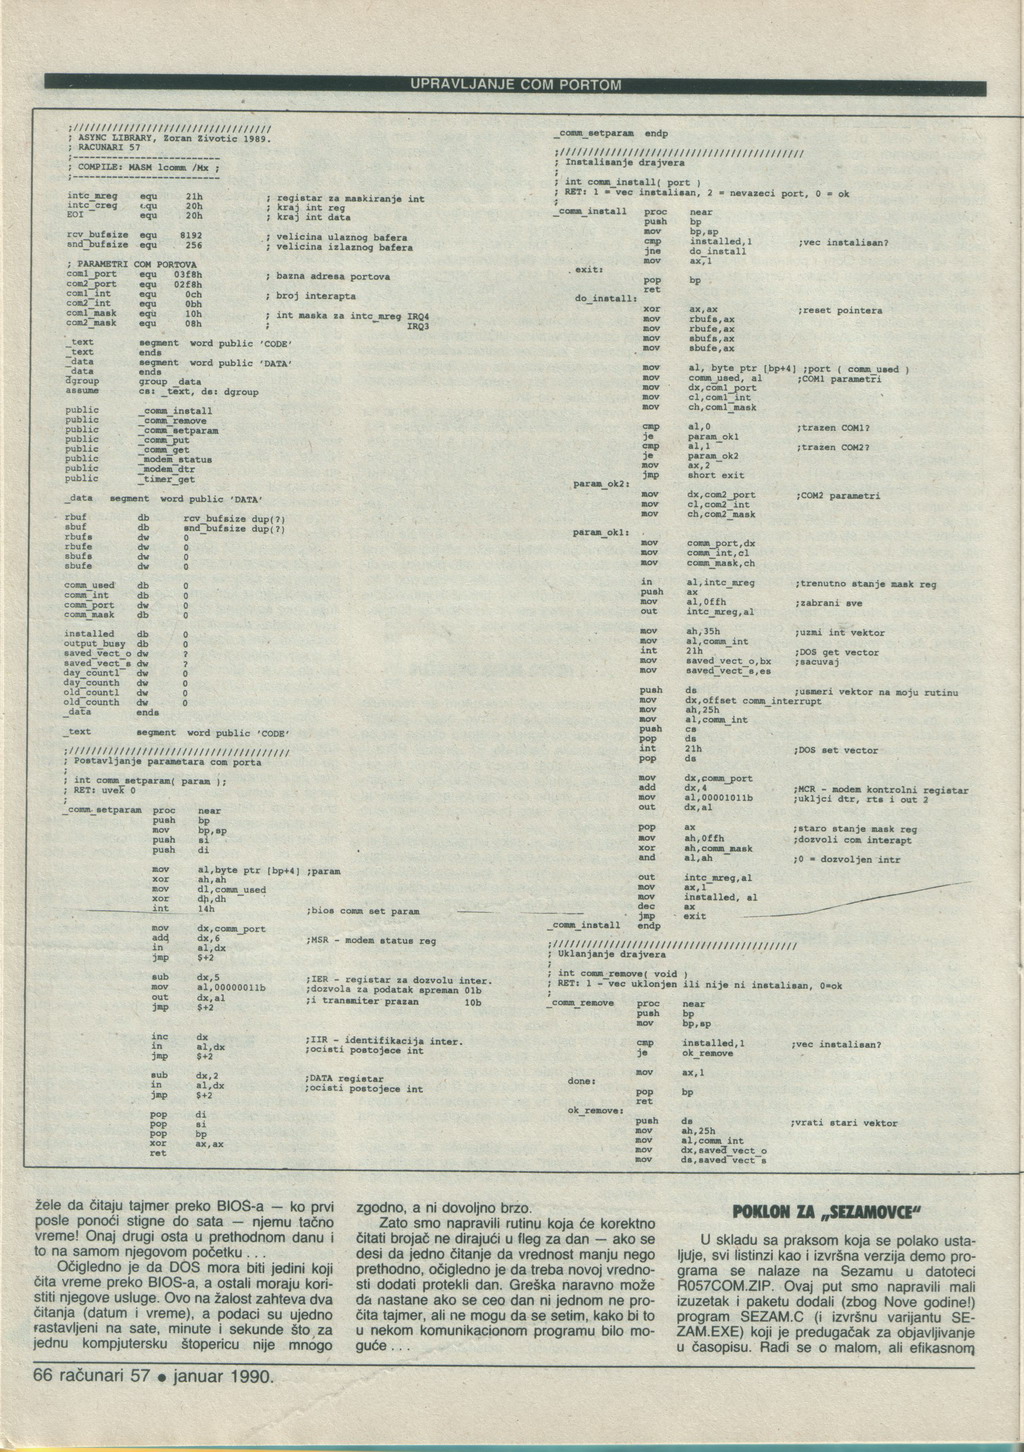 UPRAVLJANJE COM PORTOM
;///////////////////////////////////
; ASYNC LIBRARY, Zoran Zivotic 1989.
; RACUNARI 57
;---------------------------
; COMPILE: MASM lcomm /Mx ;
;---------------------------
intc_mreg equ 21h ; registar za maskiranje int
intc_creg equ 20h ; kraj int reg
EOI equ 20h ; kraj int data
rcv_bufsize equ 8192 ; velicina ulaznog bafera
snd_bufsize equ 256 ; velicina izlaznog bafera
; PARAMETRI COM PORTOVA
com1_port equ 03f8h ; bazna adresa portova
com2_port equ 02f8h
com1_int equ 0ch ; broj interapta
com2_int equ 0bh
com1_mask equ 10h ; int maska za intc_mreg IRQ4
com2_mask equ 08h ; IRQ3
_text segment word public 'CODE'
_text ends
_data segment word public 'DATA'
_data ends
dgroup group _data
assume cs: _text, ds: dgroup
public _comm_install
public _comm_remove
public _comm_setparam
public _comm_put
public _comm_get
public _modem_status
public _modem_dtr
public _timer_get
_data segment word public 'DATA'
rbuf db rcv_bufsize dup(?)
sbuf db snd_bufsize dup(?)
rbufs dw 0
rbufe dw 0
sbufs dw 0
sbufe dw 0
comm_used db 0
comm_int db 0
comm_port dw 0
comm_mask db 0
installed db 0
output_busy db 0
saved_vect_o dw ?
saved_vect_s dw ?
day_countl dw 0
day_counth dw 0
old_countl dw 0
old_counth dw 0
_data ends
_text segment word public 'CODE'
;///////////////////////////////////////
; Postavljanje parametara com porta
;
; int comm_setparam( param );
; RET: uvek 0
;
_comm_setparam proc near
push bp
mov bp,sp
push si
push di
mov al,byte ptr [bp+4] ;param
xor ah,ah
mov dl,comm_used
xor dh,dh
int 14h ;bios comm set param
mov dx,comm_port
add dx,6 ;MSR - modem status reg
in al,dx
jmp $+2
sub dx,5 ;IER - registar za dozvolu inter.
mov al,00000011b ;dozvola za podatak spreman 01b
out dx,al ;i transmiter prazan 10b
jmp $+2
inc dx ;IIR - identifikacija inter.
in al,dx ;ocisti postojece int
jmp $+2
sub dx,2 ;DATA registar
in al,dx ;ocisti postojece int
jmp $+2
pop di
pop si
pop bp
xor ax,ax
ret
_comm_setparam endp
;///////////////////////////////////////////
; Instalisanje drajvera
;
; int comm_install( port )
; RET: 1 = vec instalisan, 2 = nevazeci port, 0 = ok
;
_comm_install proc near
push bp
mov bp,sp
cmp installed,1 ;vec instalisan?
jne do_install
mov ax,1
exit:
pop bp
ret
do_install:
xor ax,ax ;reset pointera
mov rbufs,ax
mov rbufe,ax
mov sbufs,ax
mov sbufe,ax
mov al, byte ptr [bp+4] ;port ( comm_used )
mov comm_used, al ;COM1 parametri
mov dx,com1_port
mov cl,com1_int
mov ch,com1_mask
cmp al,0 ;trazen COM1?
je param_ok1
cmp al,1 ;trazen COM2?
je param_ok2
mov ax,2
jmp short exit
param_ok2:
mov dx,com2_port ;COM2 parametri
mov cl,com2_int
mov ch,com2_mask
param_ok1:
mov comm_port,dx
mov comm_int,cl
mov comm_mask,ch
in al,intc_mreg ;trenutno stanje mask reg
push ax
mov al,0ffh ;zabrani sve
out intc_mreg,al
mov ah,35h ;uzmi int vektor
mov al,comm_int
int 21h ;DOS get vector
mov saved_vect_o,bx ;sacuvaj
mov saved_vect_s,es
push ds ;usmeri vektor na moju rutinu
mov dx,offset comm_interrupt
mov ah,25h
mov al,comm_int
push cs
pop ds
int 21h ;DOS set vector
pop ds
mov dx,comm_port
add dx,4 ;MCR - modem kontrolni registar
mov al,00001011b ;ukljci dtr, rts i out 2
out dx,al
pop ax ;staro stanje mask reg
mov ah,0ffh ;dozvoli com interapt
xor ah,comm_mask
and al,ah ;0 = dozvoljen intr
out intc_mreg,al
mov ax,1
mov installed, al
dec ax
jmp exit
_comm_install endp
;///////////////////////////////////////////
; Uklanjanje drajvera
;
; int comm_remove( void )
; RET: 1 - vec uklonjen ili nije ni instalisan, 0=ok
;
_comm_remove proc near
push bp
mov bp,sp
cmp installed,1 ;vec instalisan?
je ok_remove
mov ax,1
done:
pop bp
ret
ok_remove:
push ds ;vrati stari vektor
mov ah,25h
mov al,comm_int
mov dx,saved_vect_o
mov ds,saved_vect_s
žele da čitaju tajmer preko BIOS-a — ko prvi
posle ponoći stigne do sata — njemu tačno
vreme! Onaj drugi osta u prethodnom danu i
to na samom njegovom početku . . .
Očigledno je da DOS mora biti jedini koji
čita vreme preko BIOS-a, a ostali moraju kori-
stiti njegove usluge. Ovo na žalost zahteva dva
čitanja (datum i vreme), a podaci su ujedno
rastavljeni na sate, minute i sekunde što za
jednu kompjutersku štopericu nije mnogo
zgodno, a ni dovoljno brzo.
Zato smo napravili rutinu koja će korektno
čitati brojač ne dirajući u fleg za dan — ako se
desi da jedno čitanje da vrednost manju nego
prethodno, očigledno je da treba novoj vredno-
sti dodati protekli dan. Greška naravno može
da nastane ako se ceo dan ni jednom ne pro-
čita tajmer, ali ne mogu da se setim, kako bi to
u nekom komunikacionom programu bilo mo-
guće . . .
POKLON ZA „SEZAMOVCE"
U skladu sa praksom koja se polako usta-
ljuje, svi listinzi kao i izvršna verzija demo pro-
grama se nalaze na Sezamu u datoteci
R057COM.ZIP. Ovaj put smo napravili mali
izuzetak i paketu dodali (zbog Nove godine!)
program SEZAM.C (i izvršnu varijantu SE-
ZAM.EXE) koji je predugačak za objavljivanje
u časopisu. Radi se o malom, ali efikasnom
66 računari 57 • januar 1990.